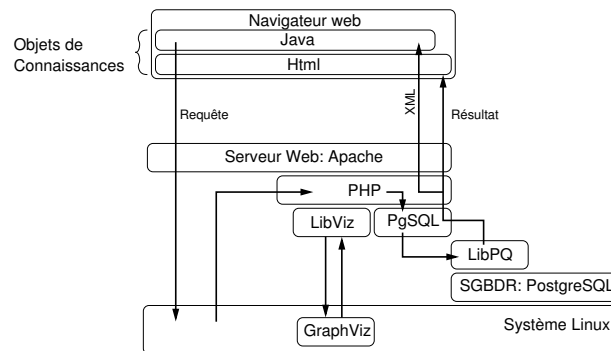 Navigateur web
Objets de
Connaissances
Java
Html
Requête
XML
Résultat
Serveur Web: Apache
PHP
LibViz
PgSQL
LibPQ
SGBDR: PostgreSQL
Système Linux
GraphViz